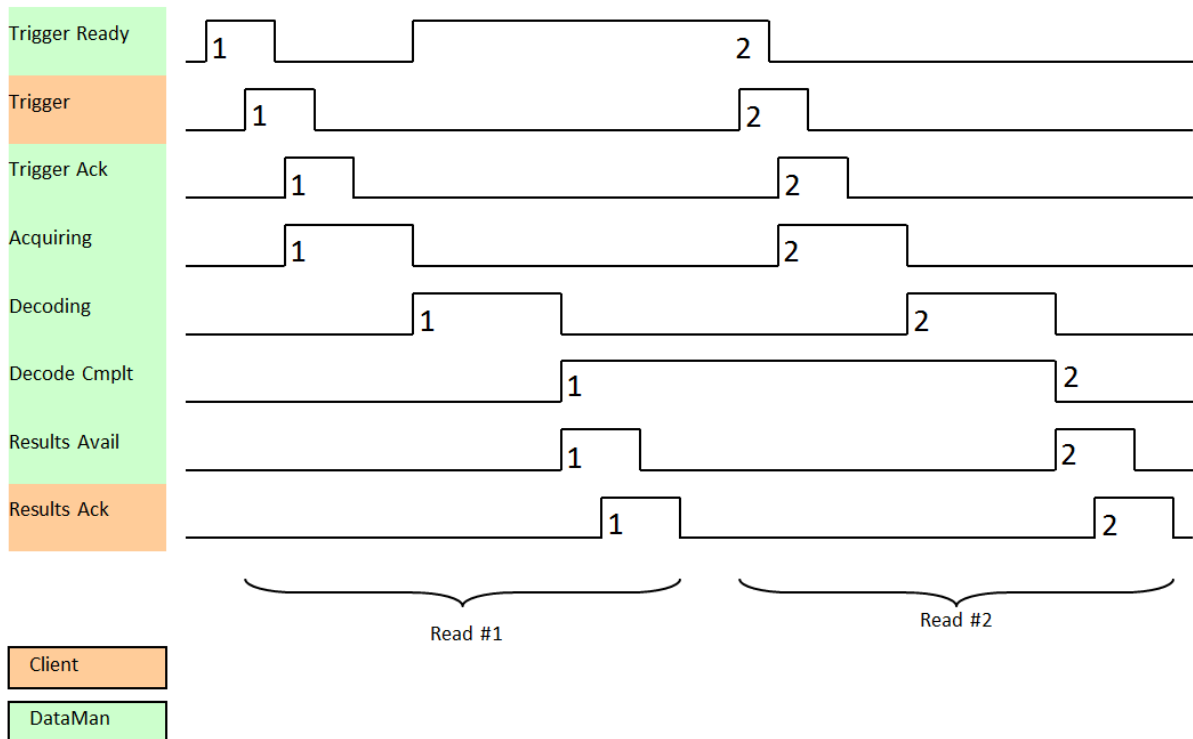 Trigger Ready 1 2
Trigger 1 2
Trigger Ack 1 2
Acquiring 1 2
Decoding 1 2
Decode Cmplt 1 2
Results Avail 1 2
Results Ack 1 2
Read #1 Read #2
Client
DataMan